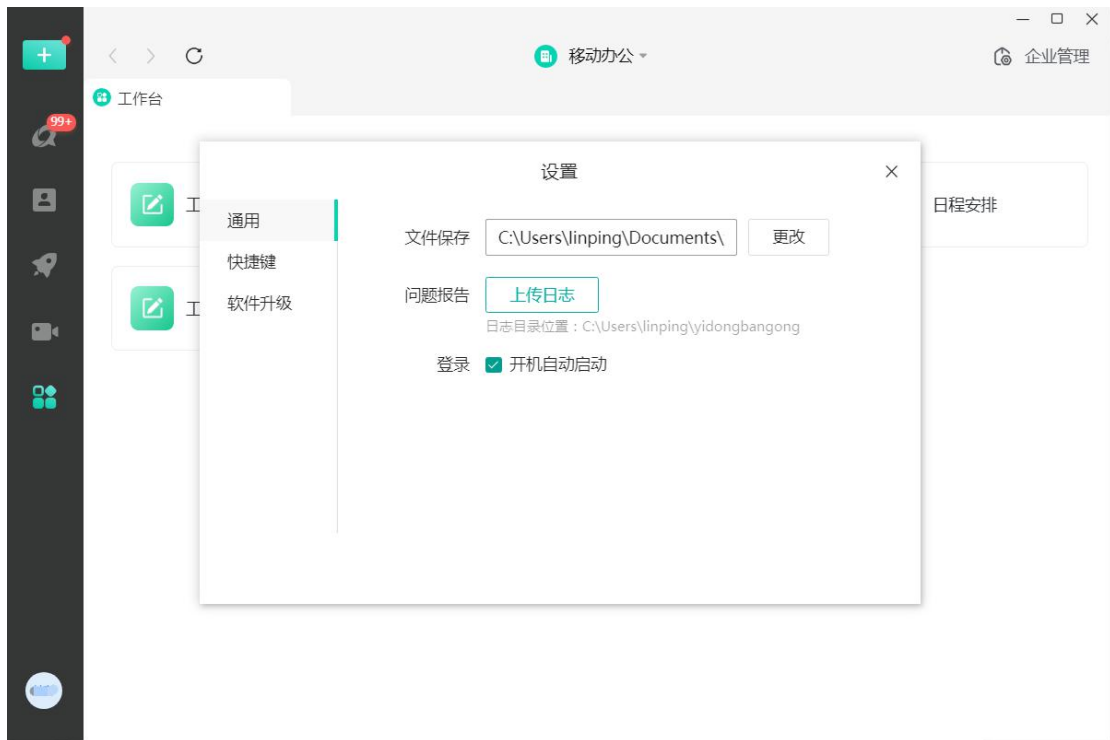 移动办公
企业管理
工作台
99+
设置
工
日程安排
通用
文件保存 C:\Users\linping\Documents\ 更改
快捷键
问题报告 上传日志
工
软件升级
日志目录位置：C:\Users\linping\yidongbangong
登录 开机自动启动